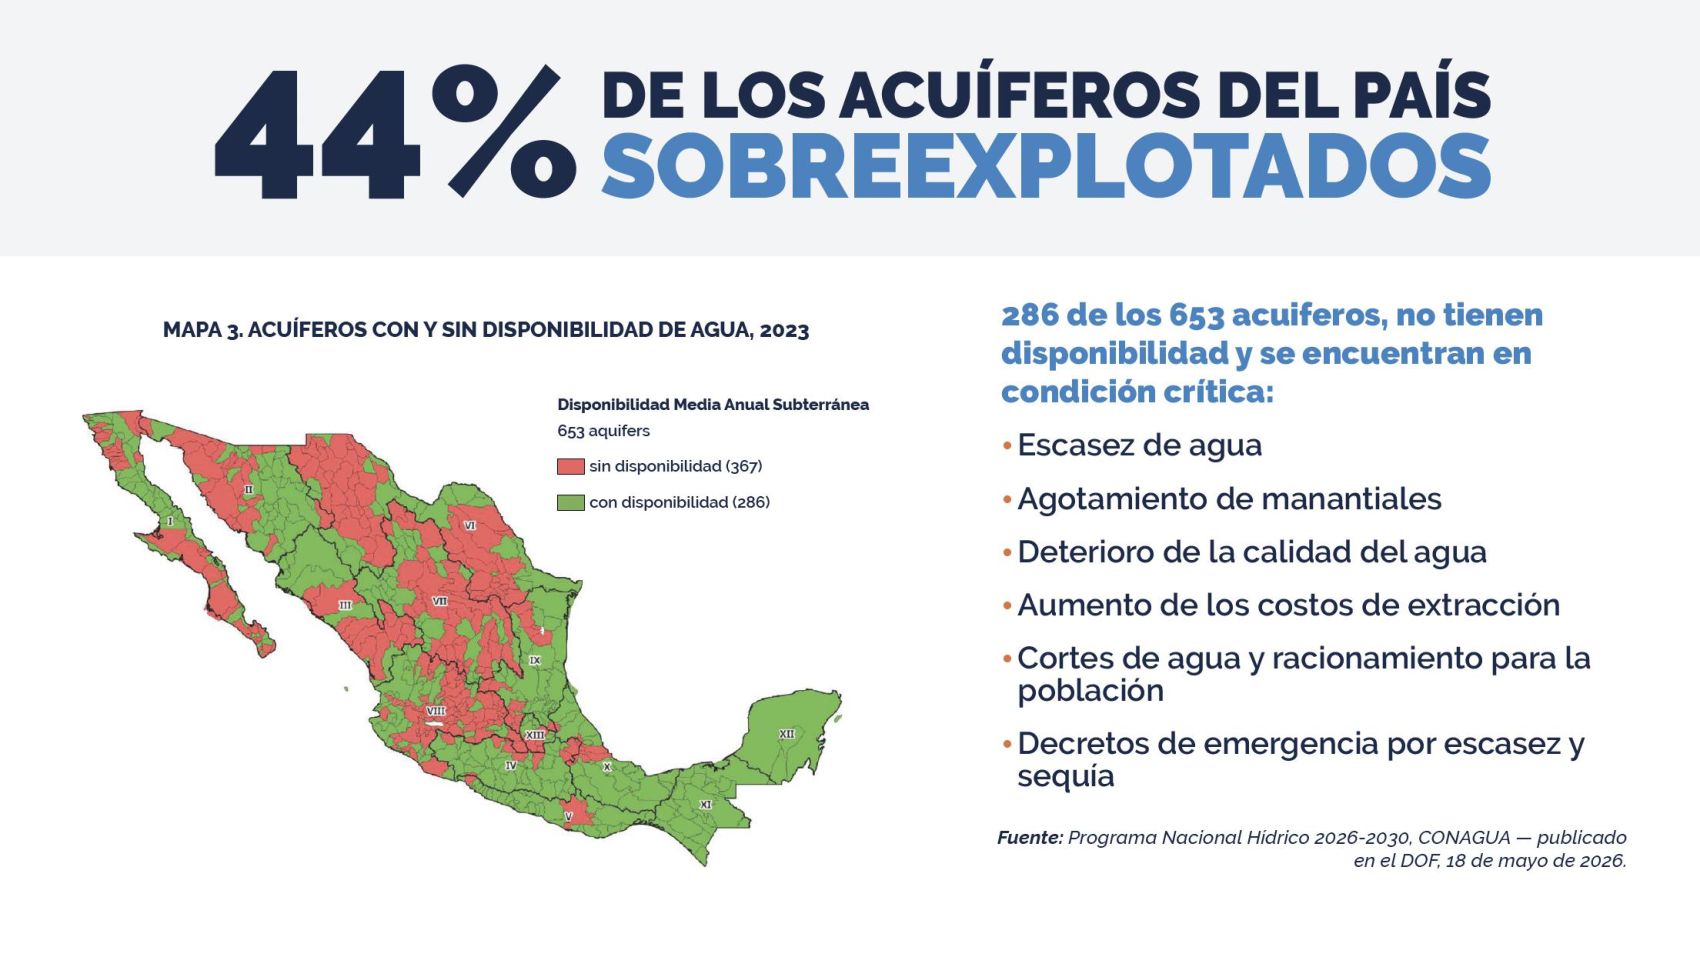 44% DE LOS ACUÍFEROS DEL PAÍS
SOBREEXPLOTADOS
MAPA 3. ACUÍFEROS CON Y SIN DISPONIBILIDAD DE AGUA, 2023
Disponibilidad Media Anual Subterránea
653 aquifers
sin disponibilidad (367)
con disponibilidad (286)
I
II
III
IV
V
VI
VII
VIII
IX
X
XI
XII
XIII
286 de los 653 acuiferos, no tienen
disponibilidad y se encuentran en
condición crítica:
• Escasez de agua
• Agotamiento de manantiales
• Deterioro de la calidad del agua
• Aumento de los costos de extracción
• Cortes de agua y racionamiento para la
población
• Decretos de emergencia por escasez y
sequía
Fuente: Programa Nacional Hídrico 2026-2030, CONAGUA — publicado
en el DOF, 18 de mayo de 2026.